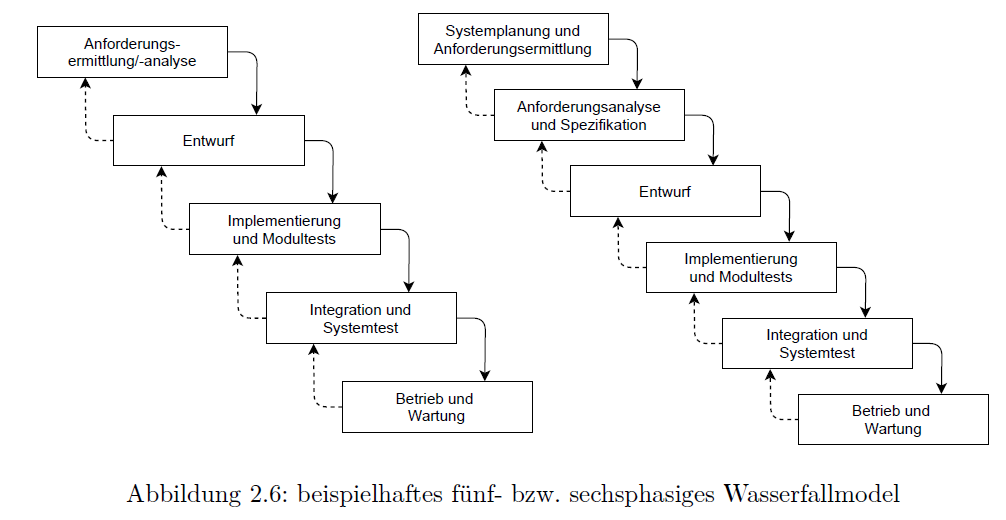 Anforderungs-
ermittlung/-analyse
Entwurf
Implementierung
und Modultests
Integration und
Systemtest
Betrieb und
Wartung
Systemplanung und
Anforderungsermittlung
Anforderungsanalyse
und Spezifikation
Entwurf
Implementierung
und Modultests
Integration und
Systemtest
Betrieb und
Wartung
Abbildung 2.6: beispielhaftes fünf- bzw. sechsphasiges Wasserfallmodel